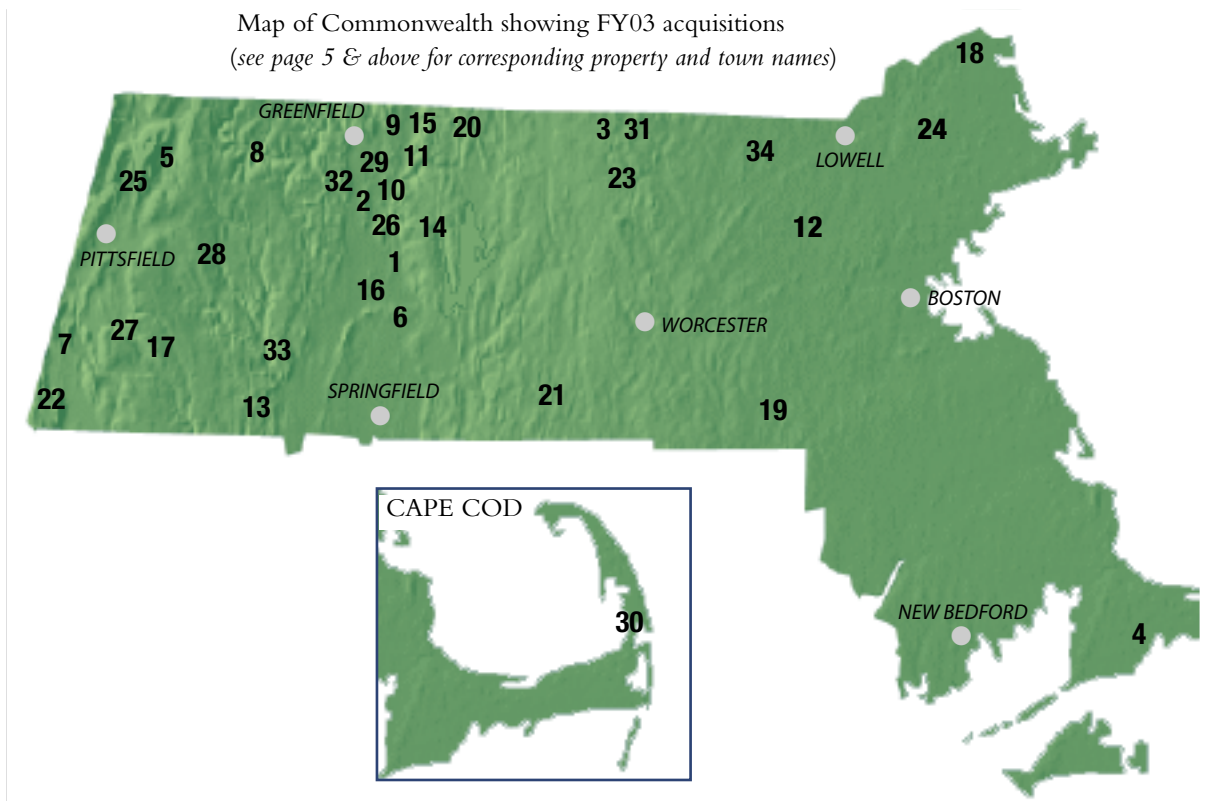 Map of Commonwealth showing FY03 acquisitions
(see page 5 & above for corresponding property and town names)
18
GREENFIELD
9 15 20 3 31 24
5 8 29 11 34 LOWELL
25 32 10 23
2
26 14 12
PITTSFIELD 28 1
16 BOSTON
6 WORCESTER
27
7 17 33
22 13 SPRINGFIELD 21 19
CAPE COD
30
NEW BEDFORD
4